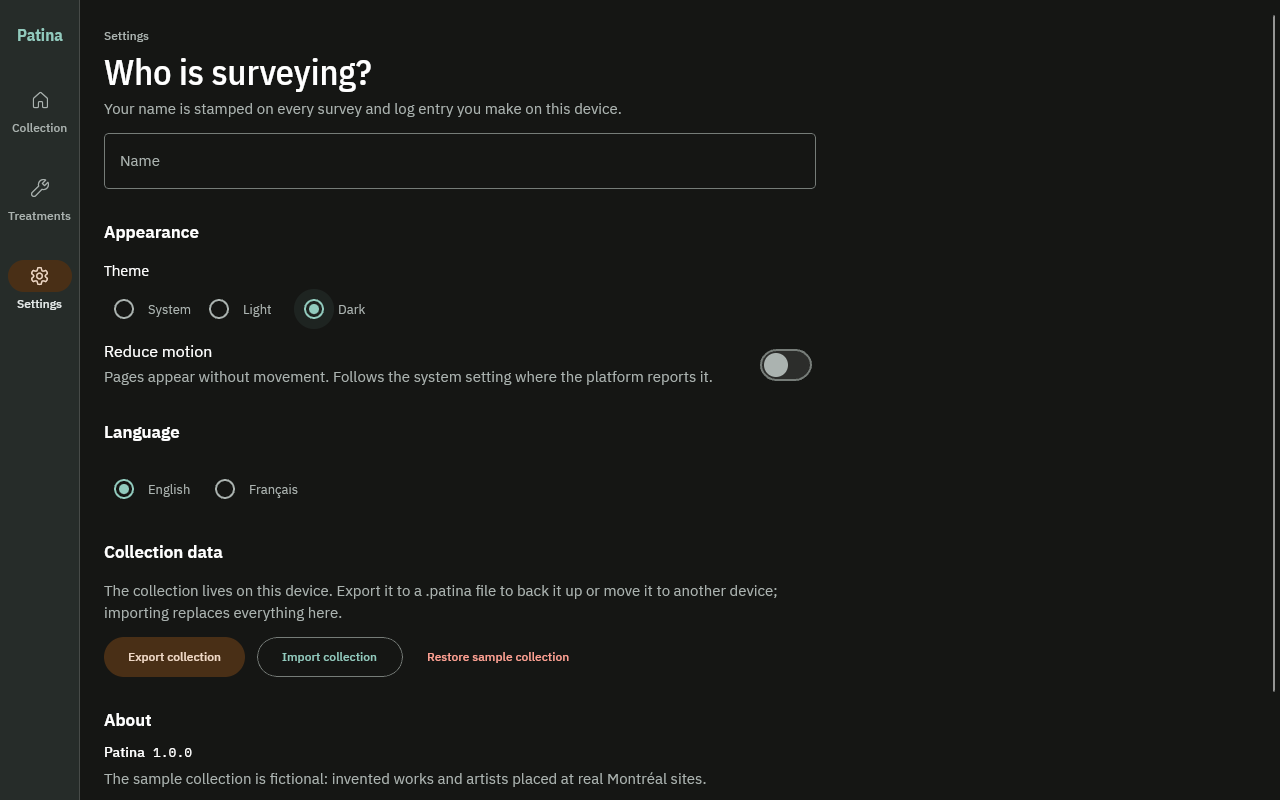 Patina
Collection
Treatments
Settings
Settings
Who is surveying?
Your name is stamped on every survey and log entry you make on this device.
Name
Appearance
Theme
System
Light
Dark
Reduce motion
Pages appear without movement. Follows the system setting where the platform reports it.
Language
English
Français
Collection data
The collection lives on this device. Export it to a .patina file to back it up or move it to another device;
importing replaces everything here.
Export collection
Import collection
Restore sample collection
About
Patina 1.0.0
The sample collection is fictional: invented works and artists placed at real Montréal sites.